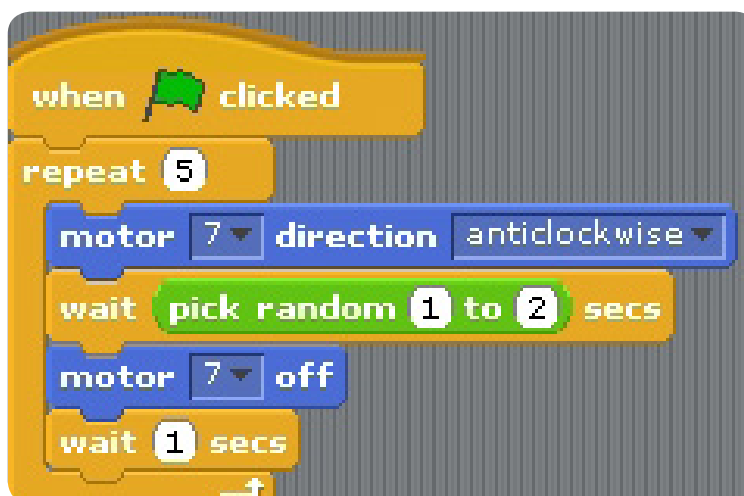 when clicked
repeat 5
motor 7 direction anticlockwise
wait pick random 1 to 2 secs
motor 7 off
wait 1 secs